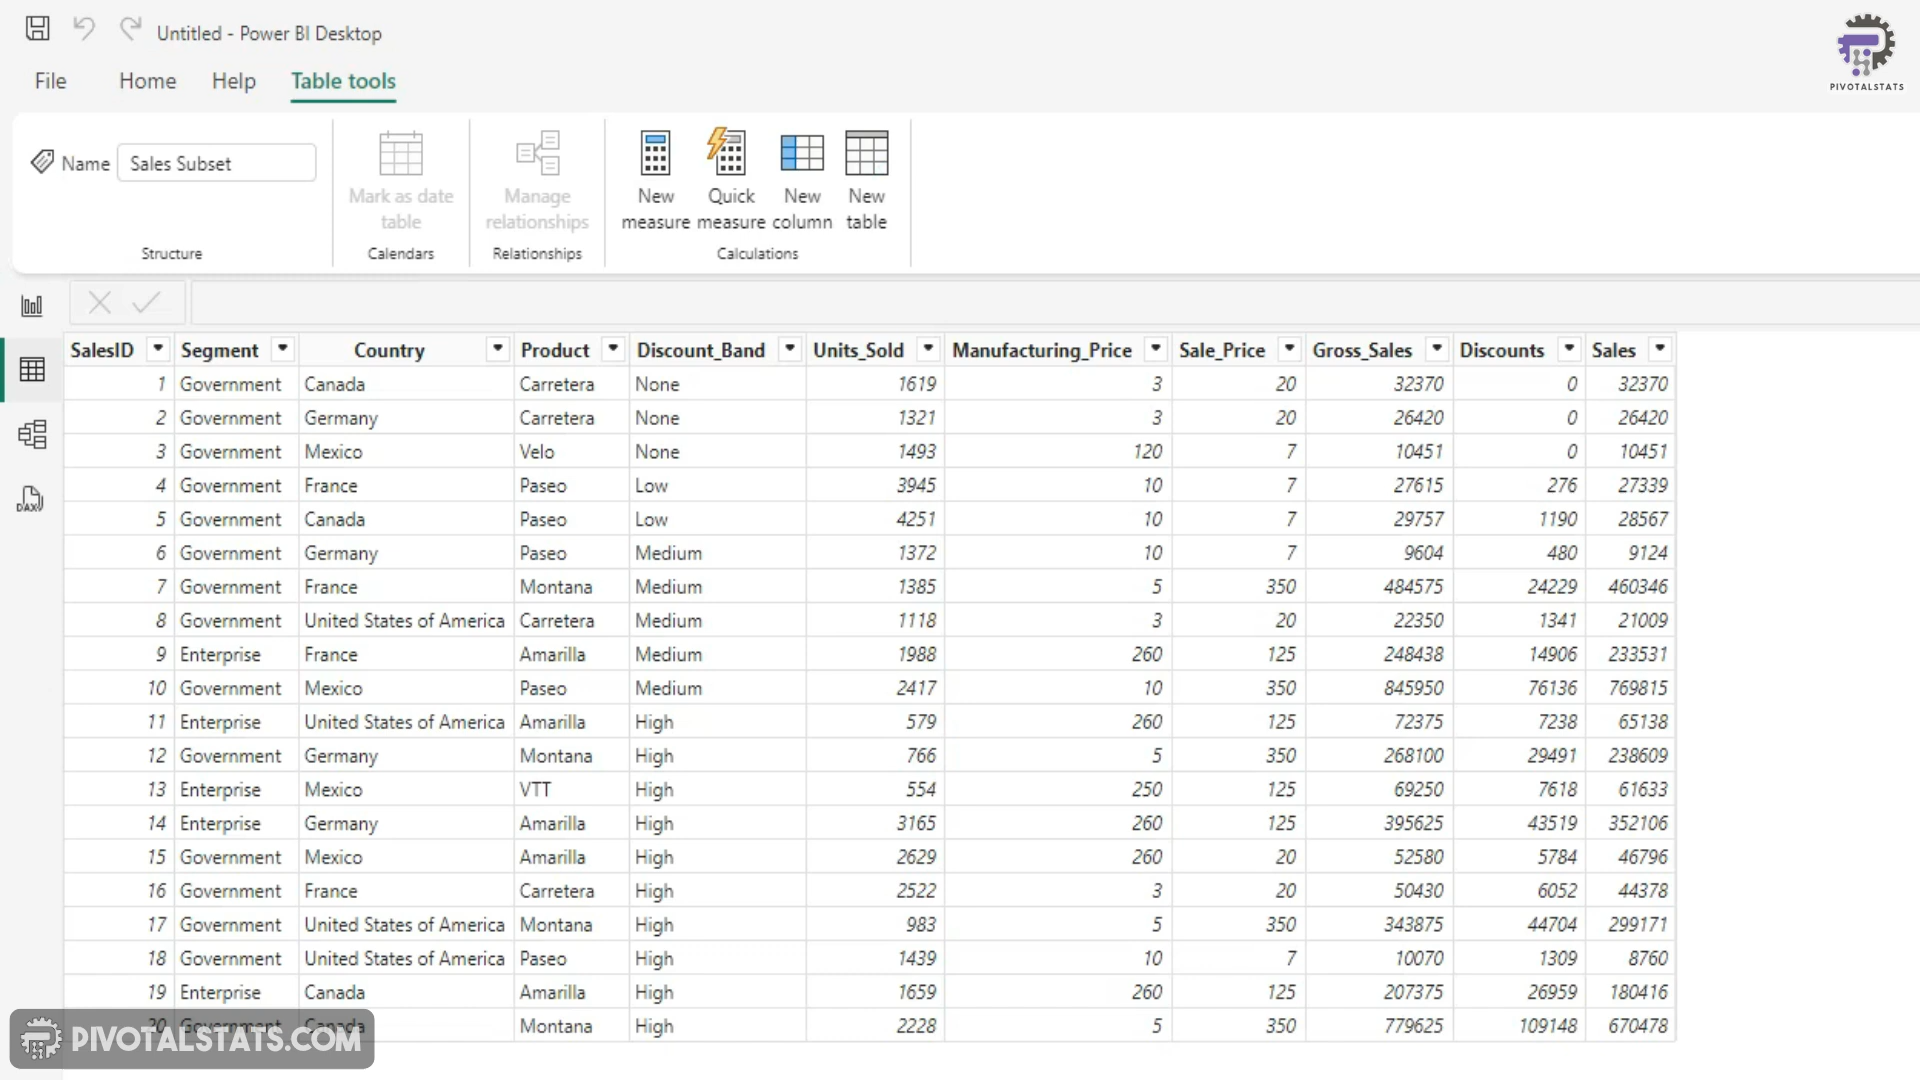 Untitled - Power BI Desktop
PIVOTALSTATS
File Home Help Table tools
Name Sales Subset
Mark as date table
Manage relationships
New measure
Quick measure
New column
New table
Structure Calendars Relationships Calculations
SalesID Segment Country Product Discount_Band Units_Sold Manufacturing_Price Sale_Price Gross_Sales Discounts Sales
1 Government Canada Carretera None 1619 3 20 32370 0 32370
2 Government Germany Carretera None 1321 3 20 26420 0 26420
3 Government Mexico Velo None 1493 120 7 10451 0 10451
4 Government France Paseo Low 3945 10 7 27615 276 27339
5 Government Canada Paseo Low 4251 10 7 29757 1190 28567
6 Government Germany Paseo Medium 1372 10 7 9604 480 9124
7 Government France Montana Medium 1385 5 350 484575 24229 460346
8 Government United States of America Carretera Medium 1118 3 20 22350 1341 21009
9 Enterprise France Amarilla Medium 1988 260 125 248438 14906 233531
10 Government Mexico Paseo Medium 2417 10 350 845950 76136 769815
11 Enterprise United States of America Amarilla High 579 260 125 72375 7238 65138
12 Government Germany Montana High 766 5 350 268100 29491 238609
13 Enterprise Mexico VTT High 554 250 125 69250 7618 61633
14 Enterprise Germany Amarilla High 3165 260 125 395625 43519 352106
15 Government Mexico Amarilla High 2629 260 20 52580 5784 46796
16 Government France Carretera High 2522 3 20 50430 6052 44378
17 Government United States of America Montana High 983 5 350 343875 44704 299171
18 Government United States of America Paseo High 1439 10 7 10070 1309 8760
19 Enterprise Canada Amarilla High 1659 260 125 207375 26959 180416
20 Government Canada Montana High 2228 5 350 779625 109148 670478
DAX
PIVOTALSTATS.COM